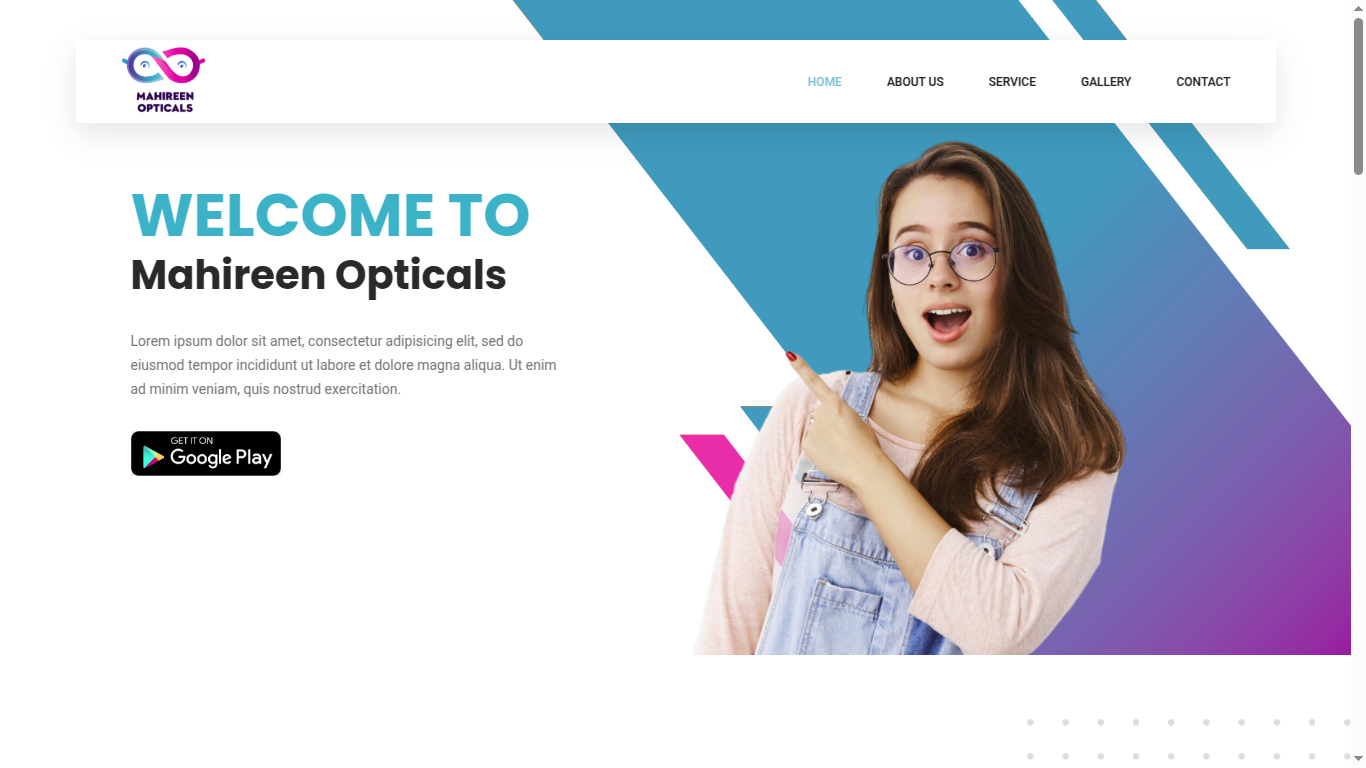 MAHIREEN
OPTICALS
HOME ABOUT US SERVICE GALLERY CONTACT
WELCOME TO
Mahireen Opticals
Lorem ipsum dolor sit amet, consectetur adipisicing elit, sed do
eiusmod tempor incididunt ut labore et dolore magna aliqua. Ut enim
ad minim veniam, quis nostrud exercitation.
GET IT ON
Google Play